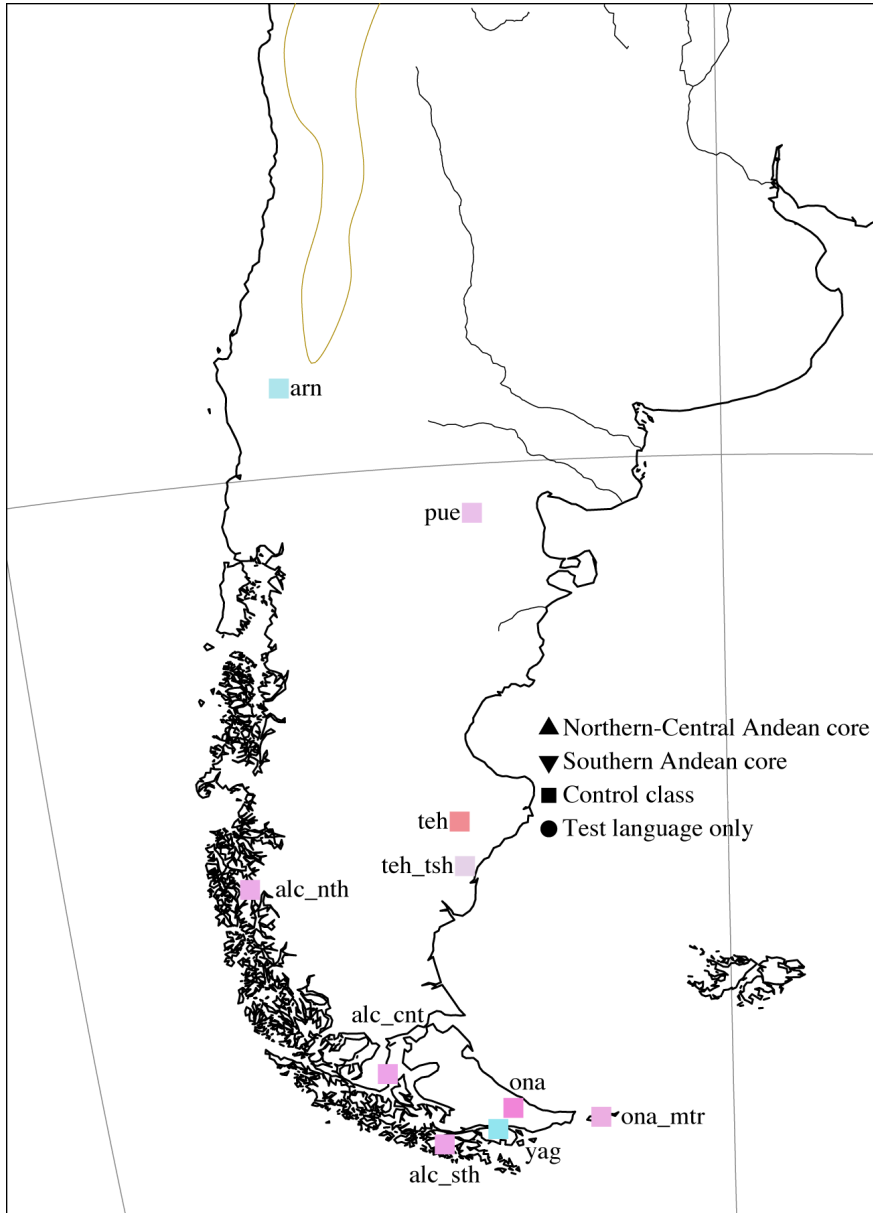 arn
pue
Northern-Central Andean core
Southern Andean core
Control class
Test language only
teh
teh_tsh
alc_nth
alc_cnt
ona
ona_mtr
yag
alc_sth